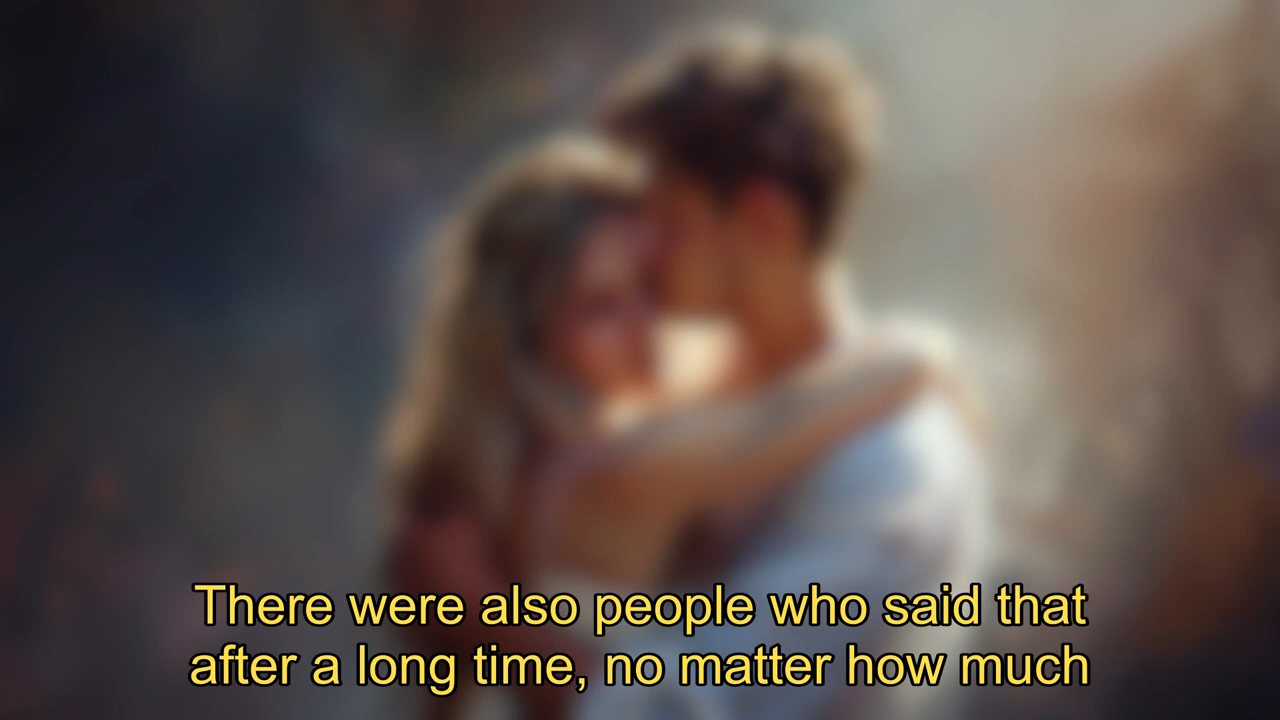 There were also people who said that
after a long time, no matter how much